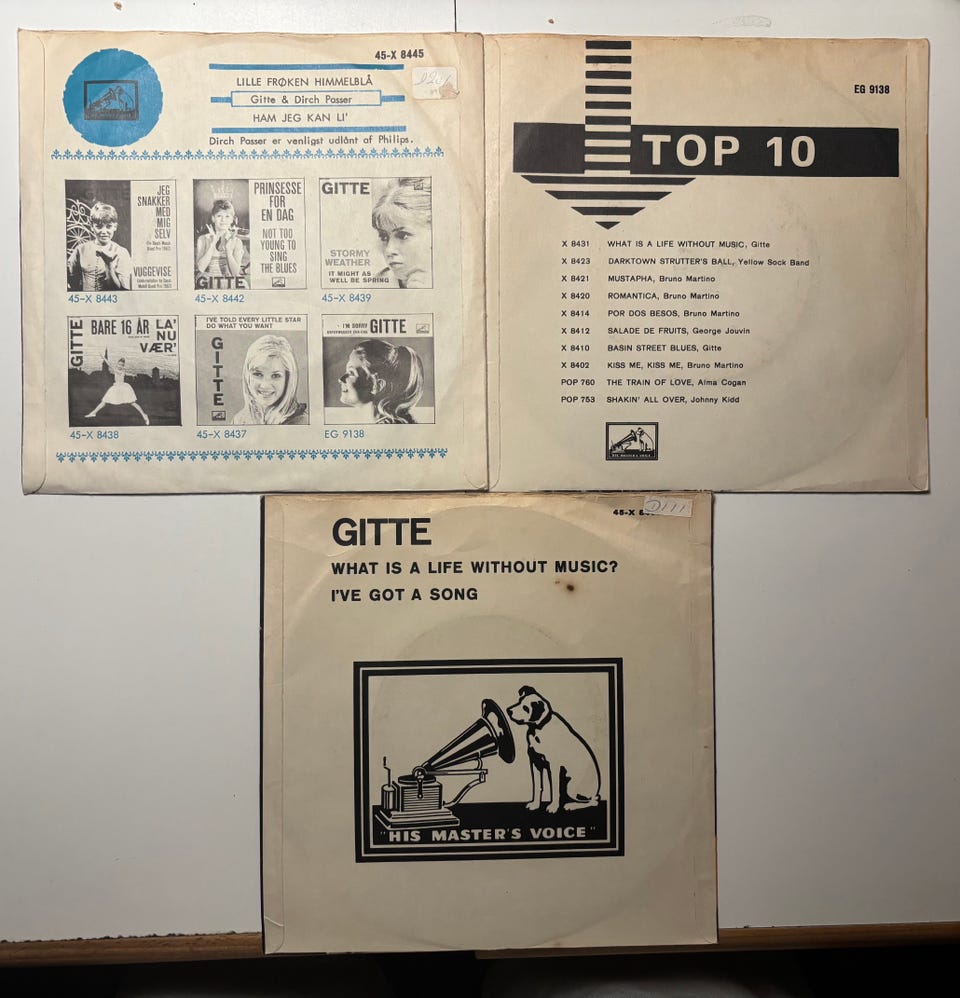 45-X 8445
LILLE FRØKEN HIMMELBLÅ
Gitte & Dirch Passer
HAM JEG KAN LI'
Dirch Passer er venligst udlånt af Philips.
JEG
SNAKKER
MED
MIG
SELV
VUGGEVISE
45-X 8443
PRINSESSE
FOR
EN DAG
NOT TOO
YOUNG TO
SING
THE BLUES
GITTE
45-X 8442
GITTE
STORMY
WEATHER
IT MIGHT AS
WELL BE SPRING
45-X 8439
GITTE
BARE 16 ÅR
LA'
NU
VÆR'
45-X 8438
I'VE TOLD EVERY LITTLE STAR
DO WHAT YOU WANT
GITTE
45-X 8437
I'M SORRY
GITTE
EG 9138
EG 9138
TOP 10
X 8431 WHAT IS A LIFE WITHOUT MUSIC, Gitte
X 8423 DARKTOWN STRUTTER'S BALL, Yellow Sock Band
X 8421 MUSTAPHA, Bruno Martino
X 8420 ROMANTICA, Bruno Martino
X 8414 POR DOS BESOS, Bruno Martino
X 8412 SALADE DE FRUITS, George Jouvin
X 8410 BASIN STREET BLUES, Gitte
X 8402 KISS ME, KISS ME, Bruno Martino
POP 760 THE TRAIN OF LOVE, Alma Cogan
POP 753 SHAKIN' ALL OVER, Johnny Kidd
HIS MASTER'S VOICE
45-X
D111
GITTE
WHAT IS A LIFE WITHOUT MUSIC?
I'VE GOT A SONG
"HIS MASTER'S VOICE"